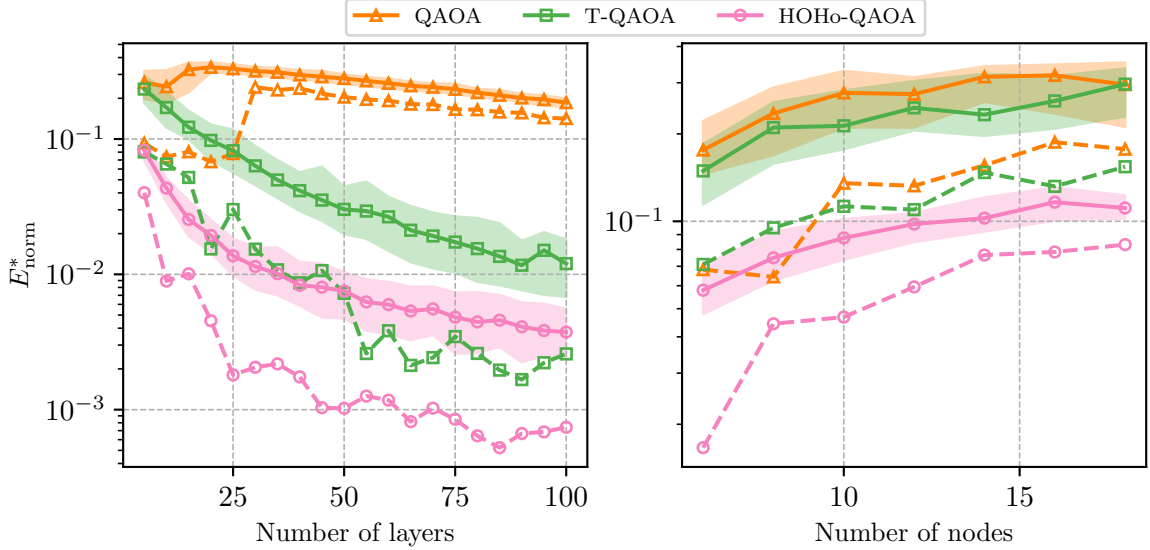 QAOA T-QAOA HOHo-QAOA
10⁻¹
10⁻²
10⁻³
E*norm
25 50 75 100
Number of layers
10⁻¹
10 15
Number of nodes